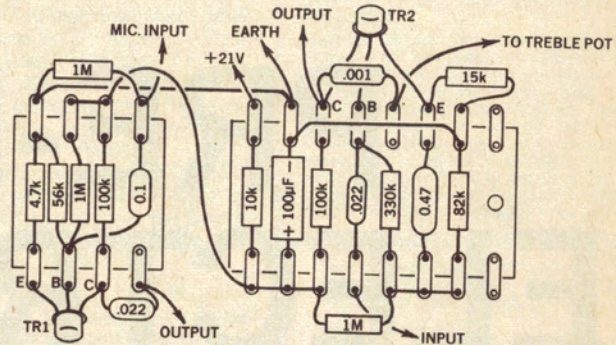 OUTPUT
TR2
MIC. INPUT
EARTH
+21V
TO TREBLE POT
1M
.001
15k
C
B
E
4.7k
56k
1M
100k
0.1
10k
+ 100µF −
100k
.022
330k
0.47
82k
E
B
C
.022
TR1
OUTPUT
1M
INPUT